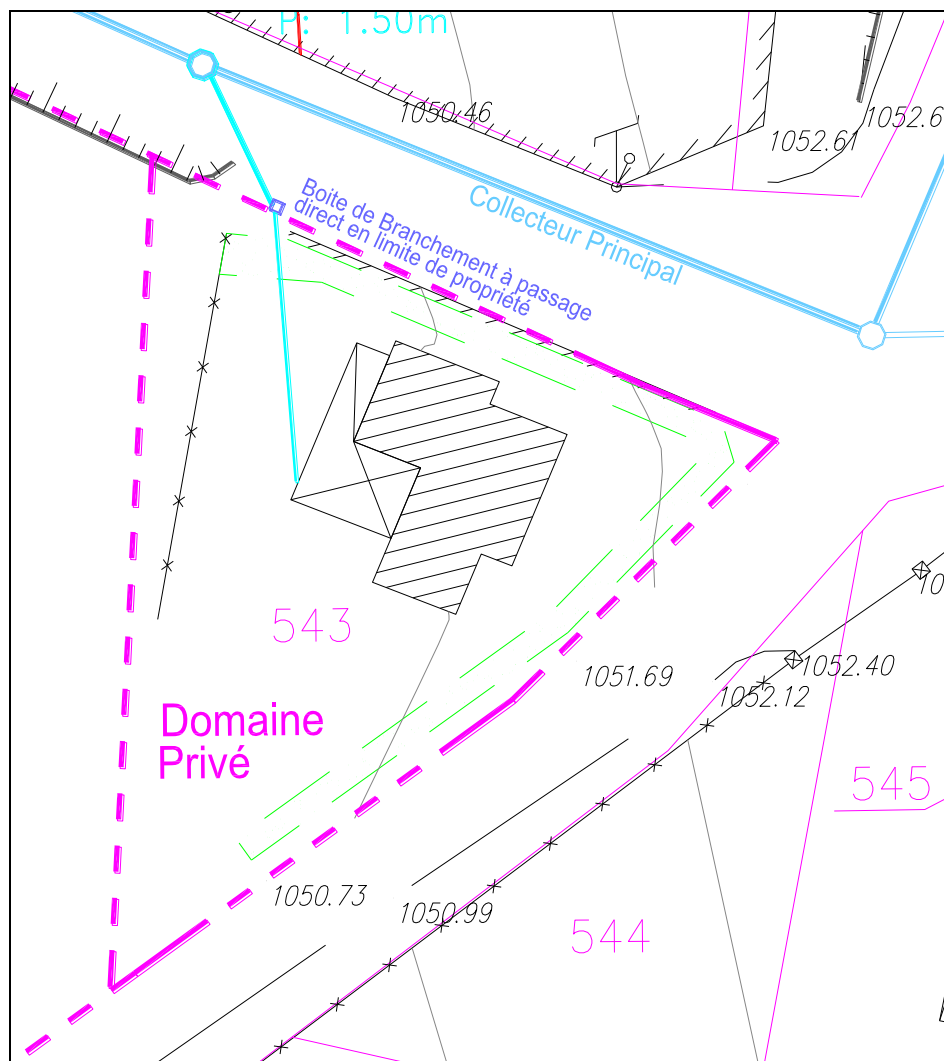 P: 1.50m
1050.46
1052.61
1052.6
Boite de Branchement à passage
direct en limite de propriété
Collecteur Principal
543
1051.69
1052.40
1052.12
10
Domaine
Privé
545
1050.73
1050.99
544